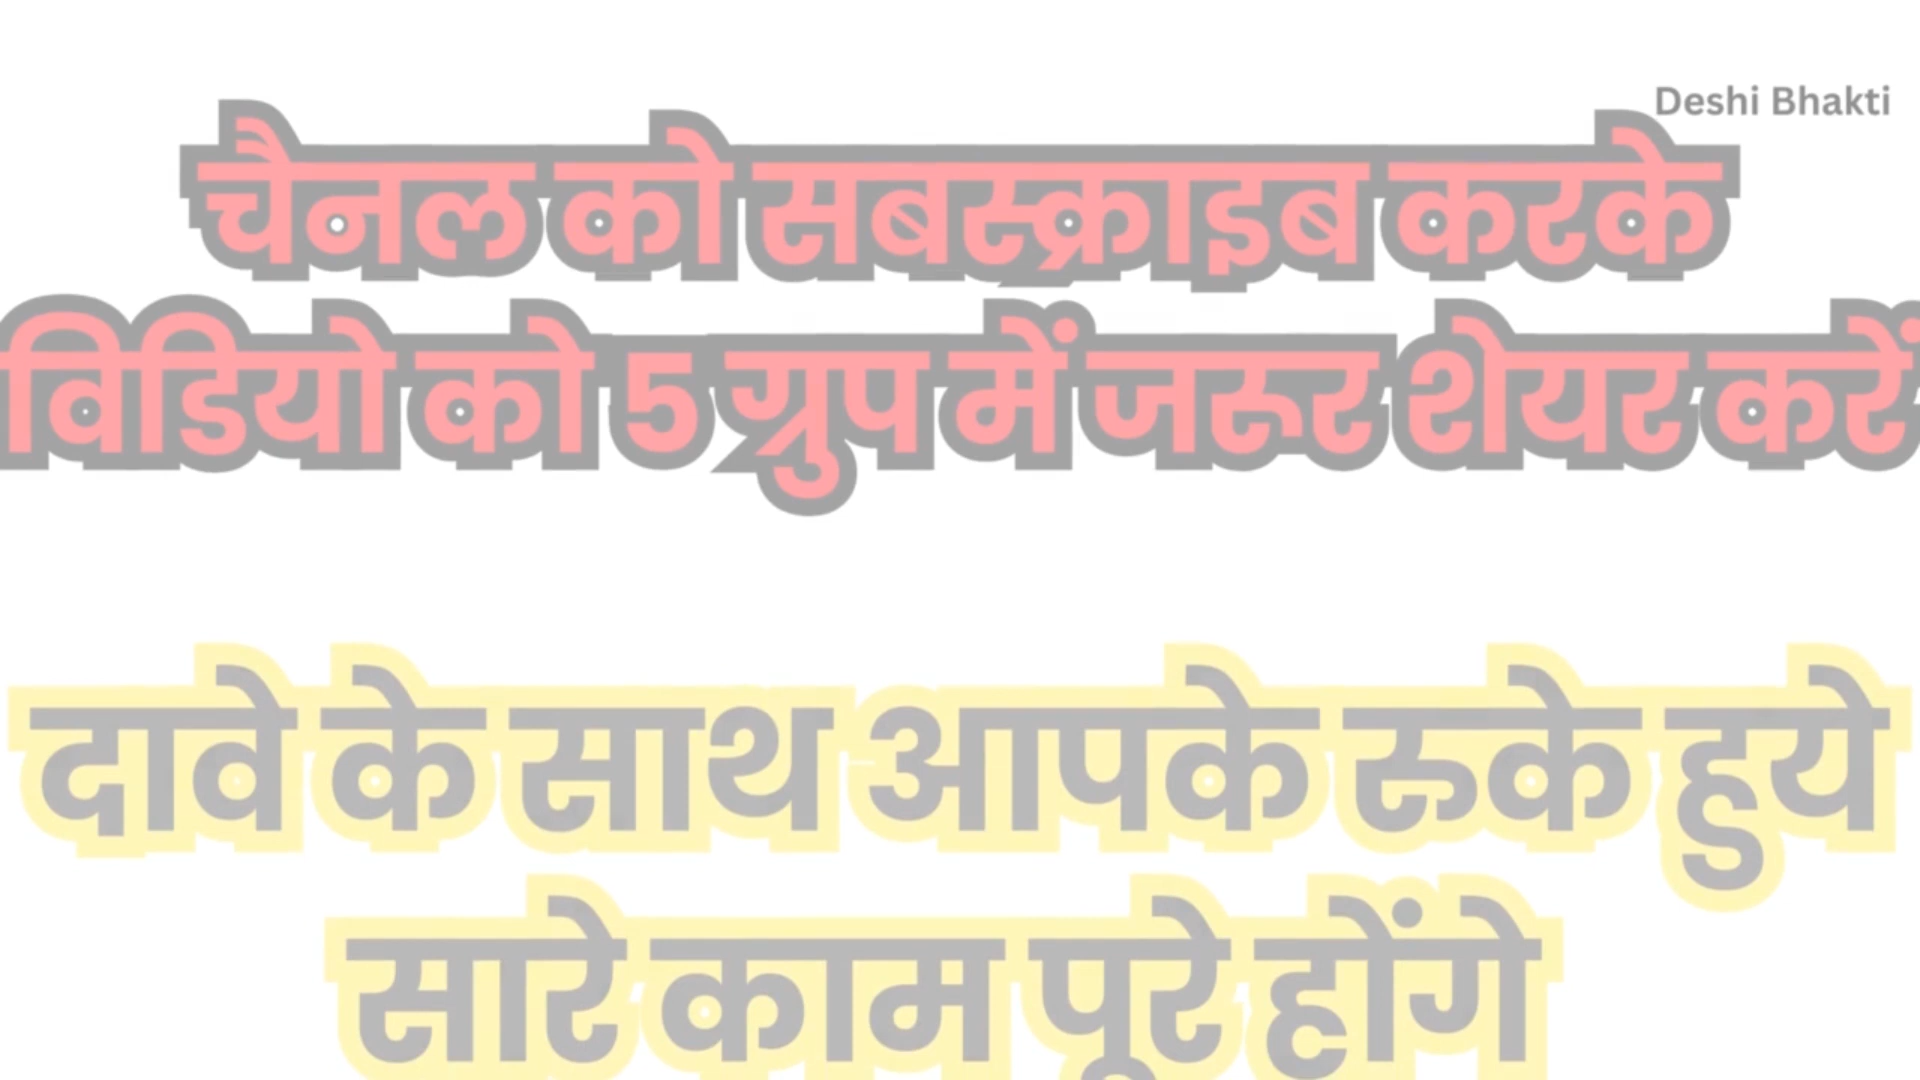 Deshi Bhakti
चैनल को सबस्क्राइब करके
विडियो को 5 ग्रुप में जरूर शेयर करें
दावे के साथ आपके रुके हुये
सारे काम पूरे होंगे